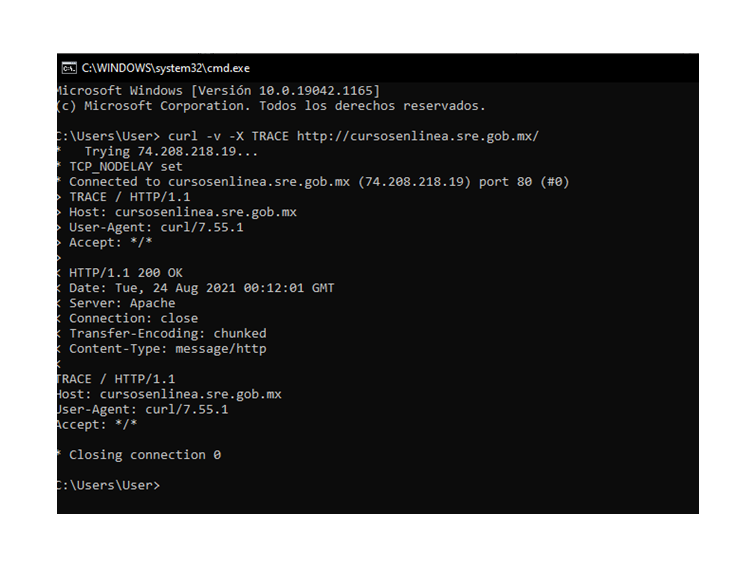 C:\WINDOWS\system32\cmd.exe
Microsoft Windows [Versión 10.0.19042.1165]
(c) Microsoft Corporation. Todos los derechos reservados.
C:\Users\User> curl -v -X TRACE http://cursosenlinea.sre.gob.mx/
*   Trying 74.208.218.19...
* TCP_NODELAY set
* Connected to cursosenlinea.sre.gob.mx (74.208.218.19) port 80 (#0)
> TRACE / HTTP/1.1
> Host: cursosenlinea.sre.gob.mx
> User-Agent: curl/7.55.1
> Accept: */*
>
< HTTP/1.1 200 OK
< Date: Tue, 24 Aug 2021 00:12:01 GMT
< Server: Apache
< Connection: close
< Transfer-Encoding: chunked
< Content-Type: message/http
<
TRACE / HTTP/1.1
Host: cursosenlinea.sre.gob.mx
User-Agent: curl/7.55.1
Accept: */*
* Closing connection 0
C:\Users\User>